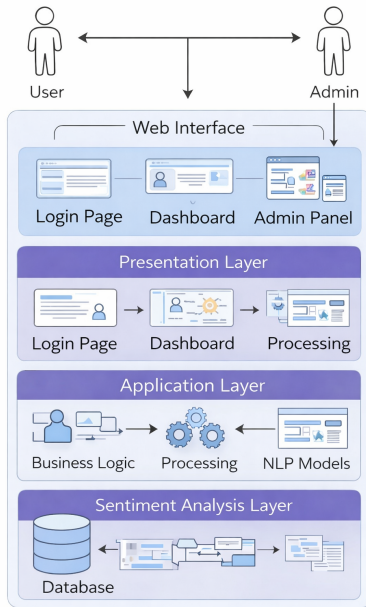 User
Admin
Web Interface
Login Page
Dashboard
Admin Panel
Presentation Layer
Login Page
Dashboard
Processing
Application Layer
Business Logic
Processing
NLP Models
Sentiment Analysis Layer
Database